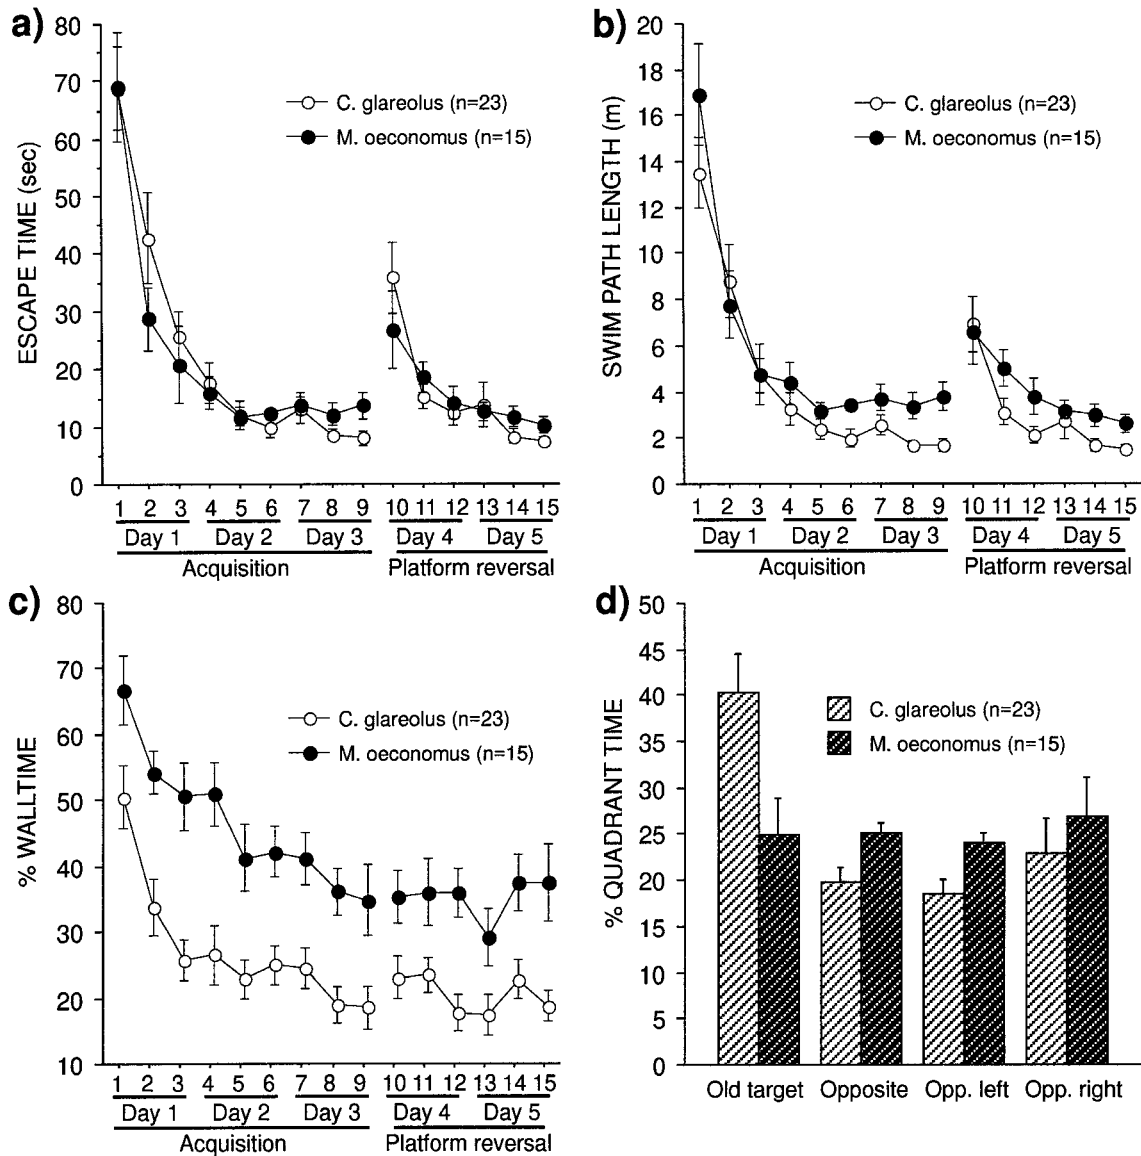 a)
ESCAPE TIME (sec)
80
70
60
50
40
30
20
10
0
C. glareolus (n=23)
M. oeconomus (n=15)
1 2 3 4 5 6 7 8 9 10 11 12 13 14 15
Day 1 Day 2 Day 3 Day 4 Day 5
Acquisition Platform reversal
b)
SWIM PATH LENGTH (m)
20
18
16
14
12
10
8
6
4
2
0
C. glareolus (n=23)
M. oeconomus (n=15)
1 2 3 4 5 6 7 8 9 10 11 12 13 14 15
Day 1 Day 2 Day 3 Day 4 Day 5
Acquisition Platform reversal
c)
% WALLTIME
80
70
60
50
40
30
20
10
C. glareolus (n=23)
M. oeconomus (n=15)
1 2 3 4 5 6 7 8 9 10 11 12 13 14 15
Day 1 Day 2 Day 3 Day 4 Day 5
Acquisition Platform reversal
d)
% QUADRANT TIME
50
45
40
35
30
25
20
15
10
5
0
C. glareolus (n=23)
M. oeconomus (n=15)
Old target Opposite Opp. left Opp. right